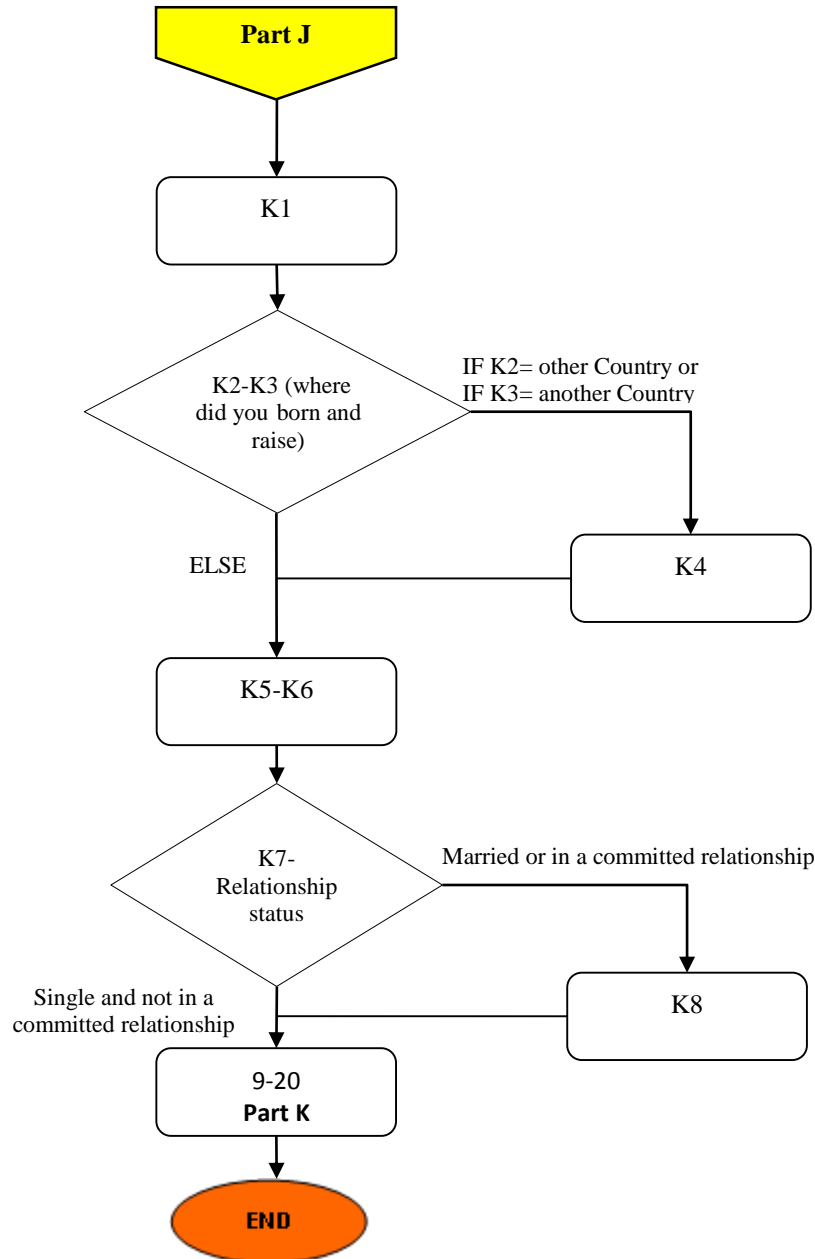 Part J
K1
K2-K3 (where
did you born and
raise)
IF K2= other Country or
IF K3= another Country
ELSE
K4
K5-K6
K7-
Relationship
status
Married or in a committed relationship
Single and not in a
committed relationship
K8
9-20
Part K
END